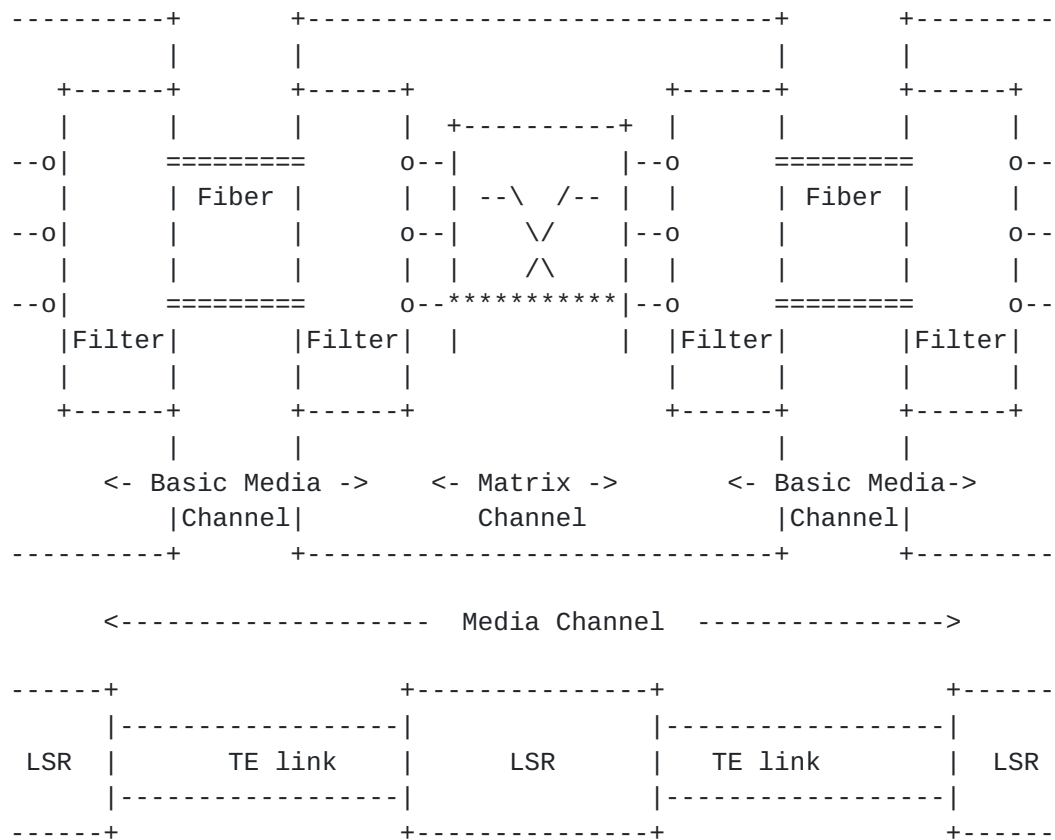 ----------+       +-----------------------------+       +---------
          |       |                             |       |
   +------+       +------+               +------+       +------+
   |      |       |      |  +----------+ |      |       |      |
--o|      =========      o--|          |--o      =========      o--
   |      | Fiber |      |  | --\  /-- | |      | Fiber |      |
--o|      |       |      o--|    \/    |--o      |       |      o--
   |      |       |      |  |    /\    | |      |       |      |
--o|      =========      o--***********|--o      =========      o--
   |Filter|       |Filter|  |          |  |Filter|       |Filter|
   |      |       |      |               |      |       |      |
   +------+       +------+               +------+       +------+
          |       |                             |       |
      <- Basic Media ->    <- Matrix ->       <- Basic Media->
          |Channel|           Channel           |Channel|
----------+       +-----------------------------+       +---------
      <--------------------  Media Channel  ---------------->
------+                  +---------------+                  +------
      |------------------|               |------------------|
 LSR  |       TE link    |      LSR      |   TE link        |  LSR
      |------------------|               |------------------|
------+                  +---------------+                  +------